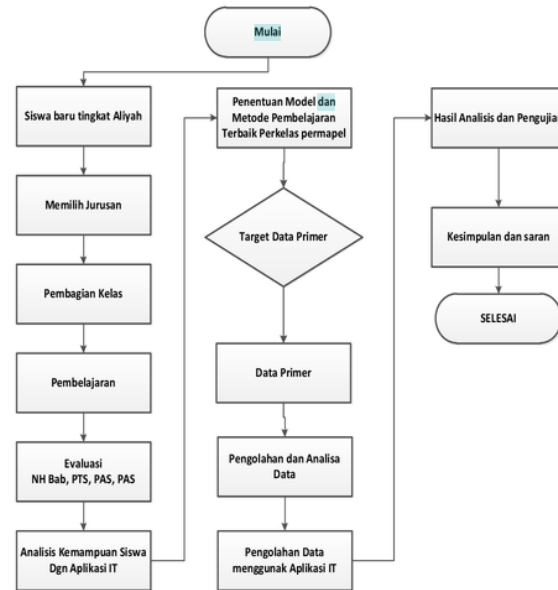 Mulai
Siswa baru tingkat Aliyah
Memilih Jurusan
Pembagian Kelas
Pembelajaran
Evaluasi
NH Bab, PTS, PAS, PAS
Analisis Kemampuan Siswa
Dgn Aplikasi IT
Penentuan Model dan
Metode Pembelajaran
Terbaik Perkelas permapel
Target Data Primer
Data Primer
Pengolahan dan Analisa
Data
Pengolahan Data
menggunak Aplikasi IT
Hasil Analisis dan Pengujian
Kesimpulan dan saran
SELESAI